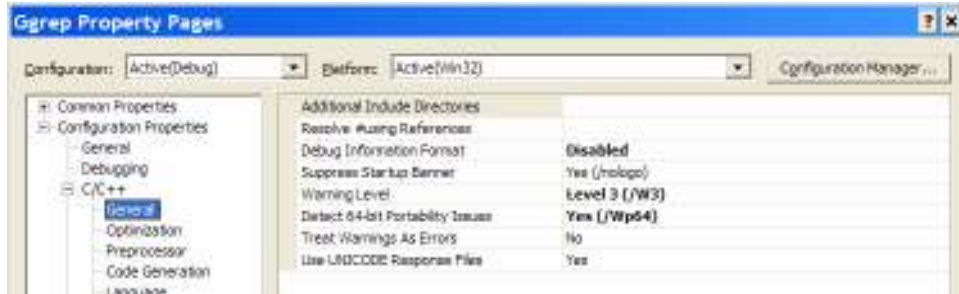 Ggrep Property Pages
Configuration: Active(Debug) Platform: Active(Win32) Configuration Manager...
Common Properties
Configuration Properties
General
Debugging
C/C++
General
Optimization
Preprocessor
Code Generation
Language
Additional Include Directories
Resolve #using References
Debug Information Format Disabled
Suppress Startup Banner Yes (/nologo)
Warning Level Level 3 (/W3)
Detect 64-bit Portability Issues Yes (/Wp64)
Treat Warnings As Errors No
Use UNICODE Response Files Yes